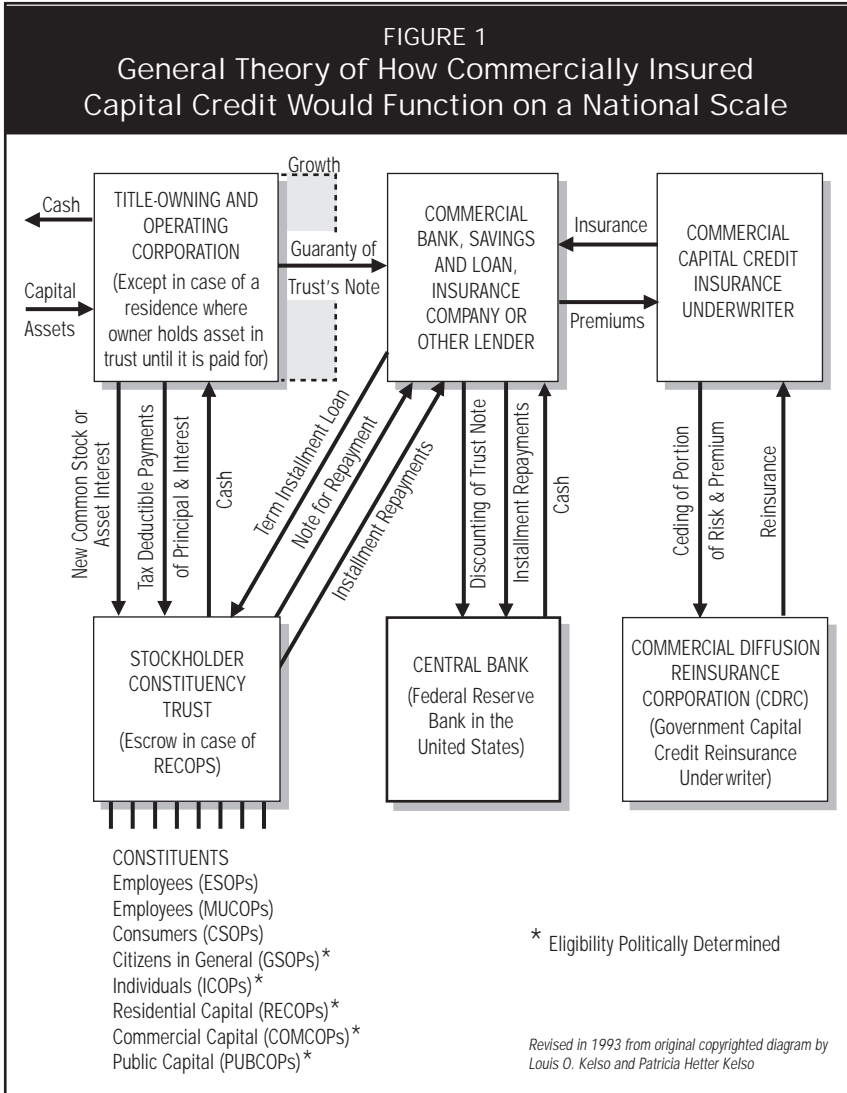 FIGURE 1
General Theory of How Commercially Insured
Capital Credit Would Function on a National Scale
Growth
Cash
Capital
Assets
TITLE-OWNING AND
OPERATING
CORPORATION
(Except in case of a
residence where
owner holds asset in
trust until it is paid for)
Guaranty of
Trust's Note
COMMERCIAL
BANK, SAVINGS
AND LOAN,
INSURANCE
COMPANY OR
OTHER LENDER
Insurance
Premiums
COMMERCIAL
CAPITAL CREDIT
INSURANCE
UNDERWRITER
New Common Stock or
Asset Interest
Tax Deductible Payments
of Principal & Interest
Cash
Term Installment Loan
Note for Repayment
Installment Repayments
Discounting of Trust Note
Installment Repayments
Cash
Ceding of Portion
of Risk & Premium
Reinsurance
STOCKHOLDER
CONSTITUENCY
TRUST
(Escrow in case of
RECOPS)
CENTRAL BANK
(Federal Reserve
Bank in the
United States)
COMMERCIAL DIFFUSION
REINSURANCE
CORPORATION (CDRC)
(Government Capital
Credit Reinsurance
Underwriter)
CONSTITUENTS
Employees (ESOPs)
Employees (MUCOPs)
Consumers (CSOPs)
Citizens in General (GSOPs)*
Individuals (ICOPs)*
Residential Capital (RECOPs)*
Commercial Capital (COMCOPs)*
Public Capital (PUBCOPs)*
* Eligibility Politically Determined
Revised in 1993 from original copyrighted diagram by
Louis O. Kelso and Patricia Hetter Kelso